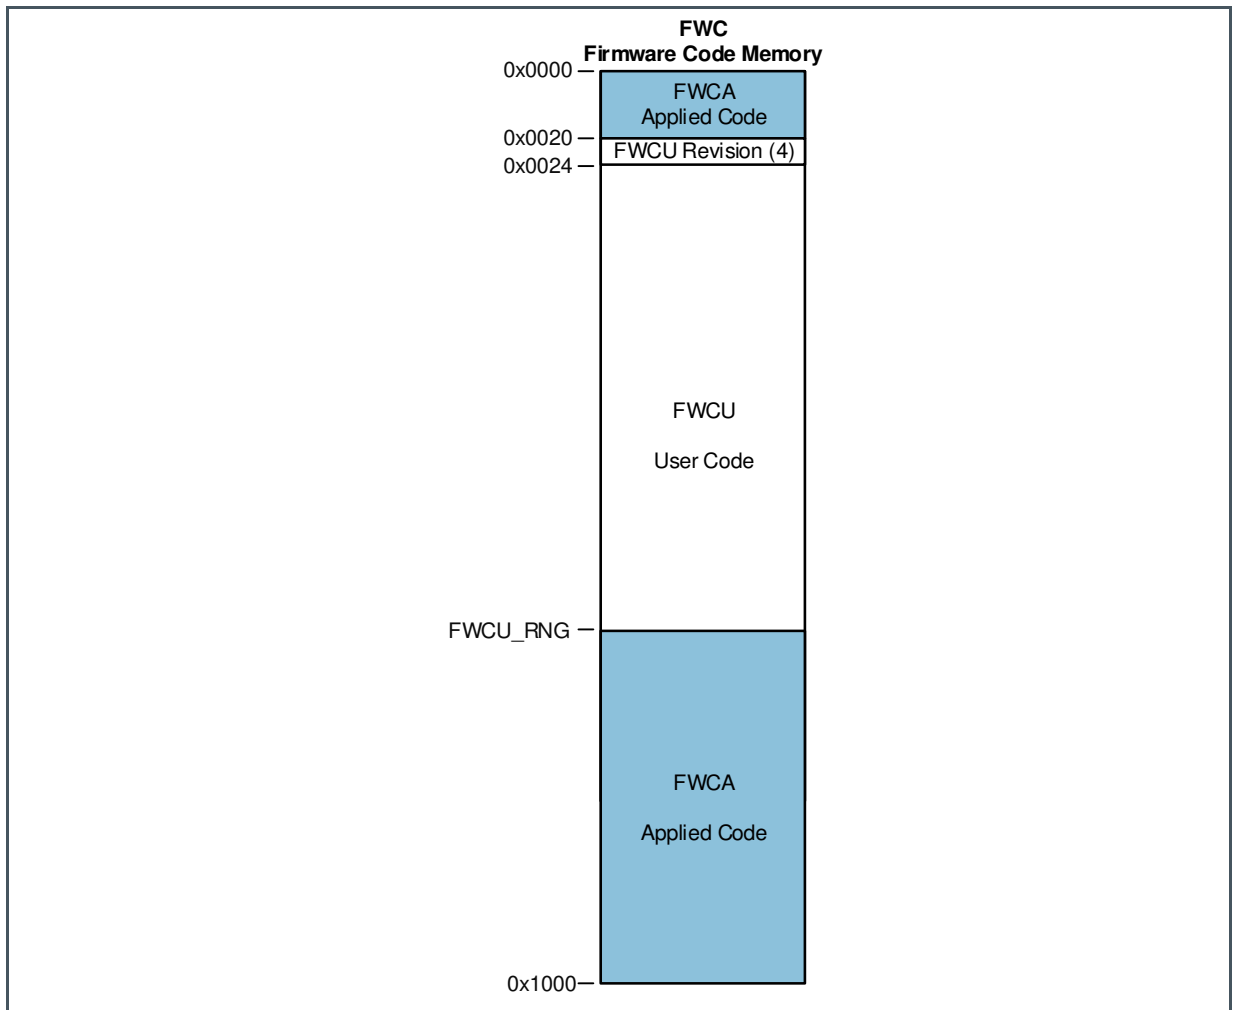 FWC
Firmware Code Memory
0x0000
FWCA
Applied Code
0x0020
FWCU Revision (4)
0x0024
FWCU
User Code
FWCU_RNG
FWCA
Applied Code
0x1000